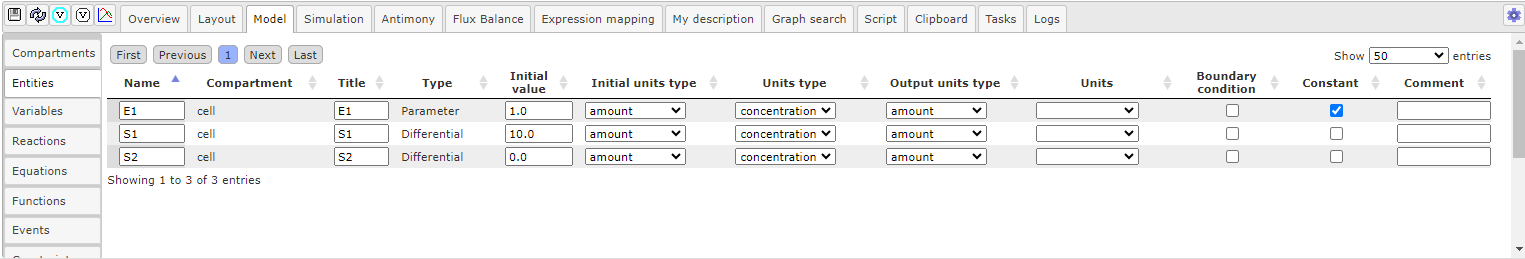 Overview Layout Model Simulation Antimony Flux Balance Expression mapping My description Graph search Script Clipboard Tasks Logs
Compartments
Entities
Variables
Reactions
Equations
Functions
Events
First Previous 1 Next Last
Show 50 entries
Name Compartment Title Type Initial value Initial units type Units type Output units type Units Boundary condition Constant Comment
E1 cell E1 Parameter 1.0 amount concentration amount
S1 cell S1 Differential 10.0 amount concentration amount
S2 cell S2 Differential 0.0 amount concentration amount
Showing 1 to 3 of 3 entries